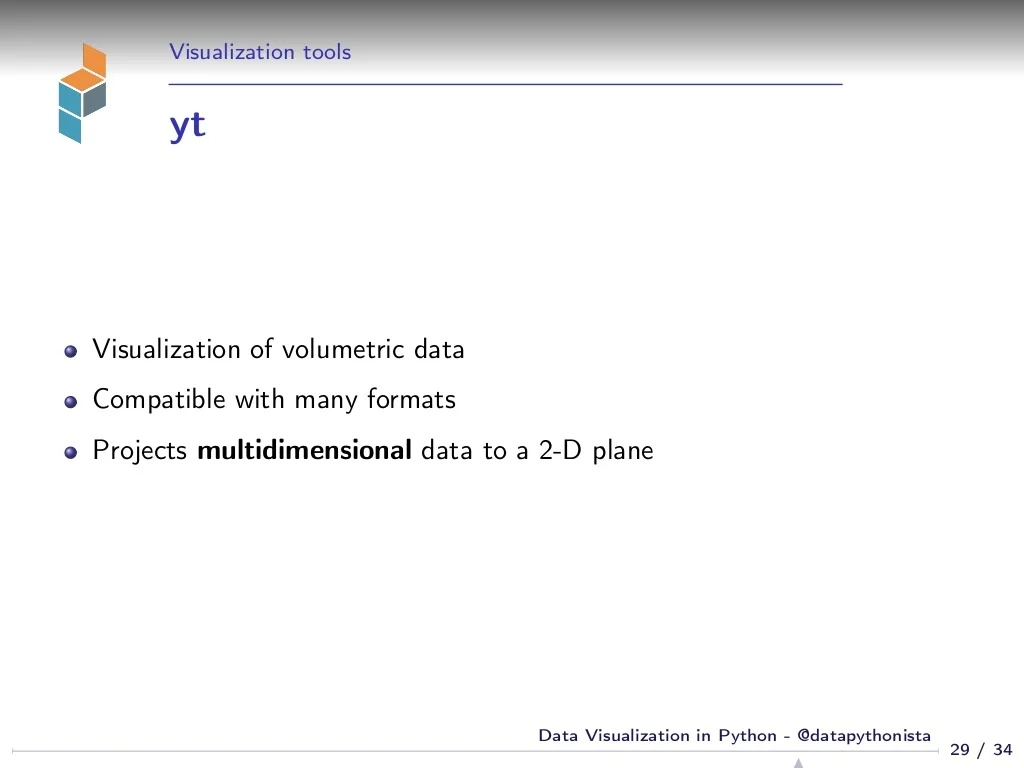 Visualization tools
yt
Visualization of volumetric data
Compatible with many formats
Projects multidimensional data to a 2-D plane
Data Visualization in Python - @datapythonista
29 / 34